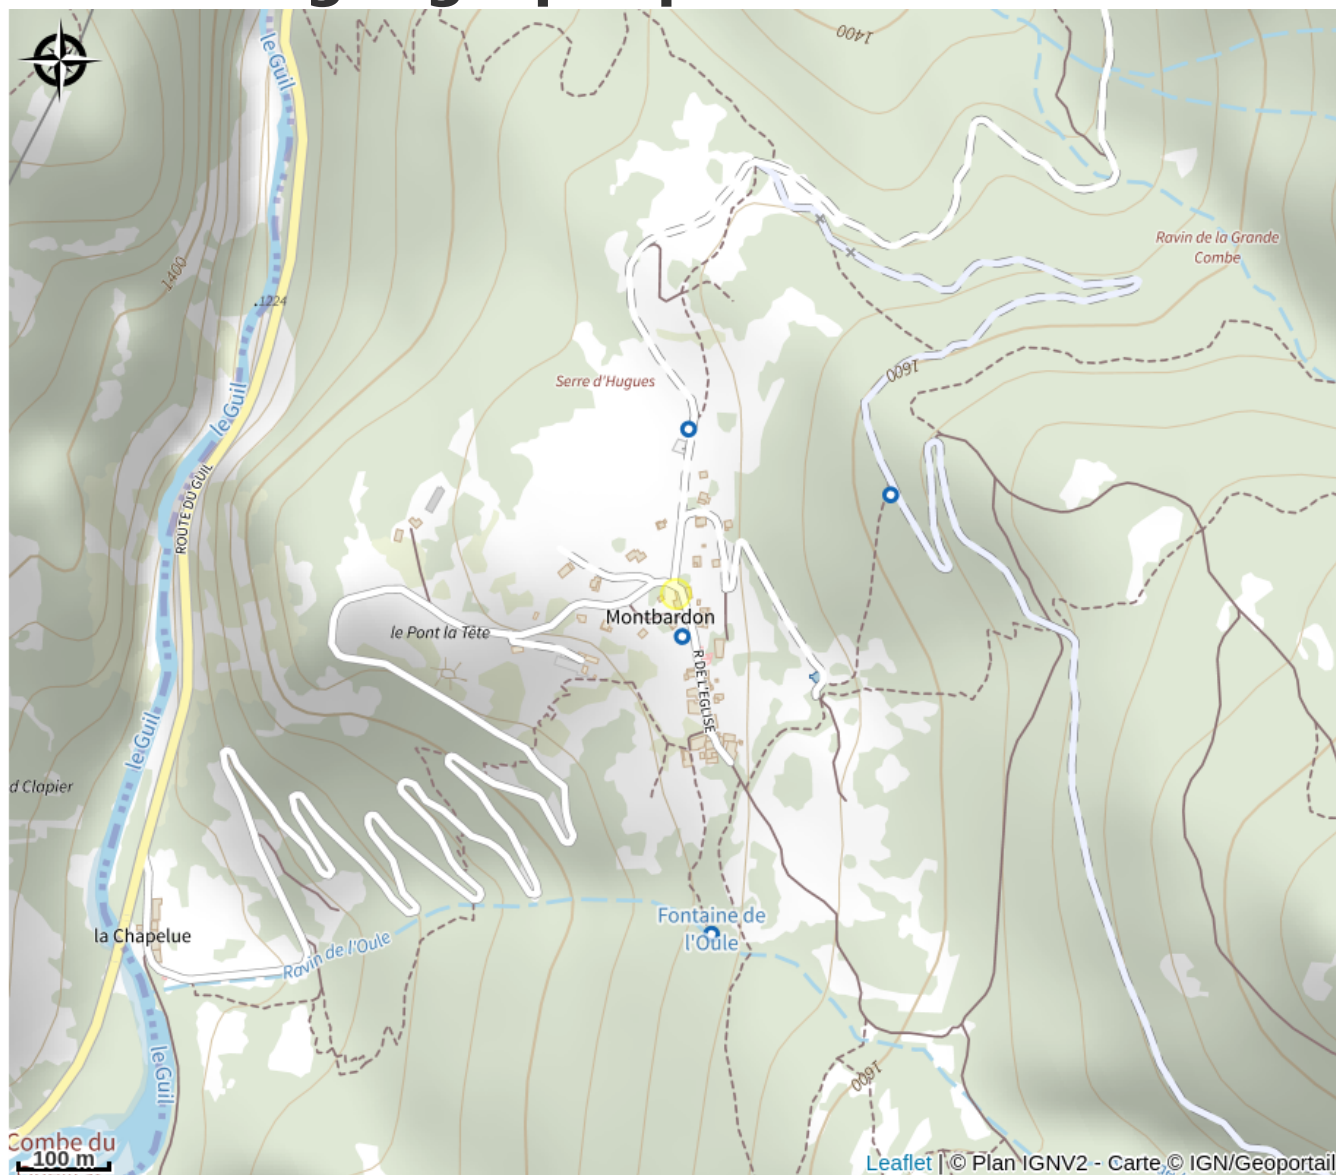 1400
le Guil
Ravin de la Grande
Combe
1400
.1224
1600
Serre d'Hugues
le Guil
ROUTE DU GUIL
Montbardon
le Pont la Tête
R DE L'EGLISE
le Guil
d Clapier
Fontaine de
l'Oule
la Chapelue
Ravin de l'Oule
le Guil
1600
Combe du
100 m
Leaflet | © Plan IGNV2 - Carte © IGN/Geoportail